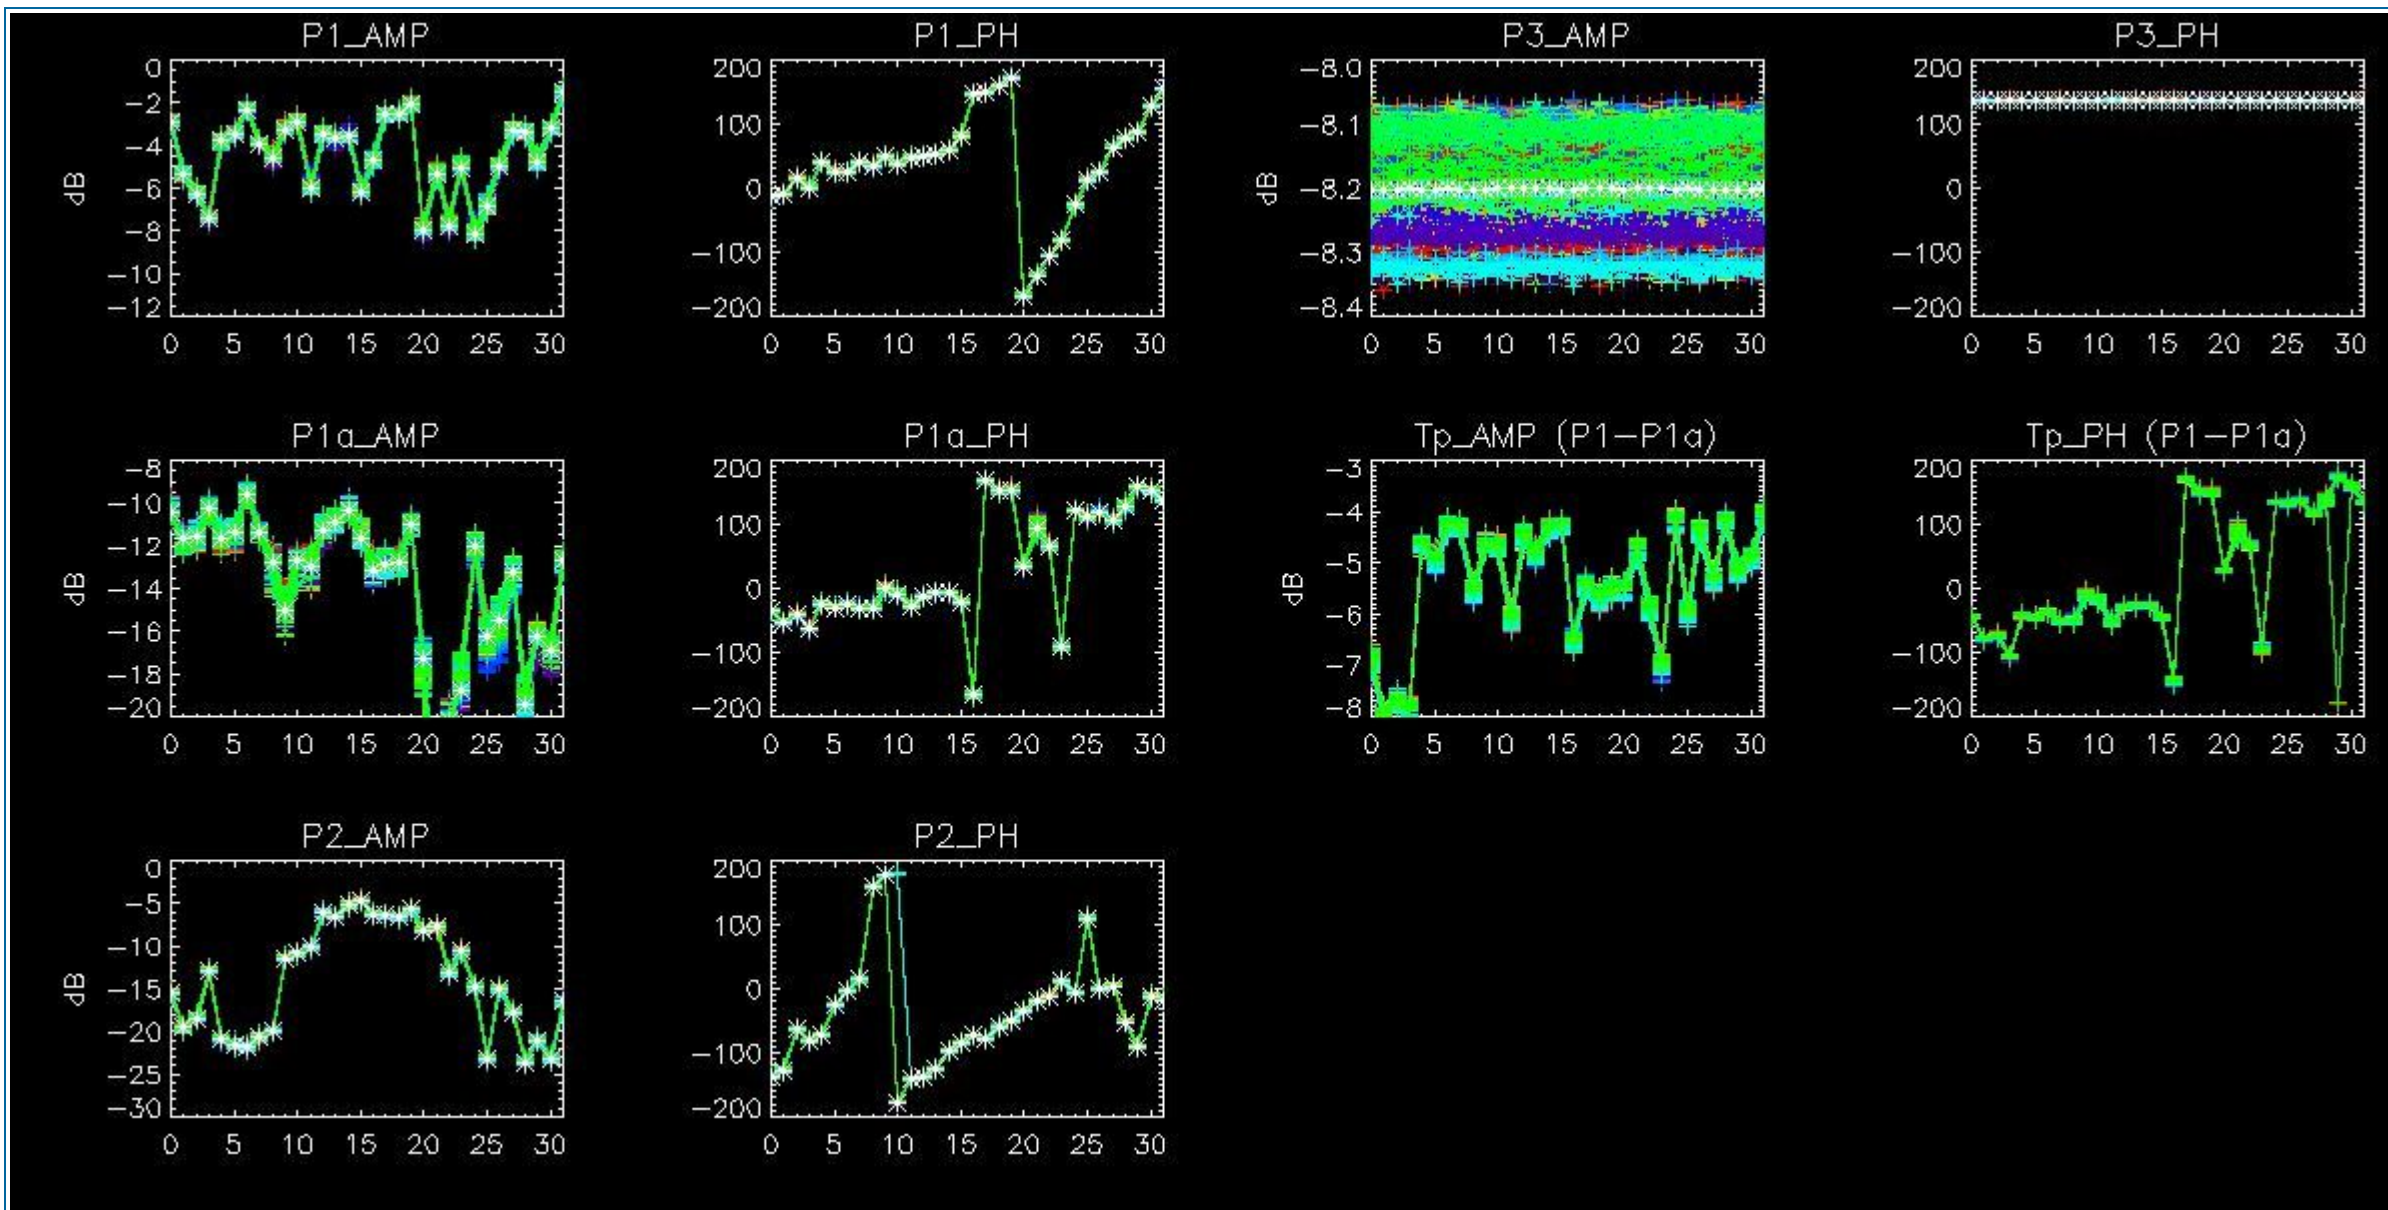 P1_AMP
0
−2
−4
−6
−8
−10
−12
dB
0 5 10 15 20 25 30
P1_PH
200
100
0
−100
−200
0 5 10 15 20 25 30
P3_AMP
−8.0
−8.1
−8.2
−8.3
−8.4
dB
0 5 10 15 20 25 30
P3_PH
200
100
0
−100
−200
0 5 10 15 20 25 30
P1a_AMP
−8
−10
−12
−14
−16
−18
−20
dB
0 5 10 15 20 25 30
P1a_PH
200
100
0
−100
−200
0 5 10 15 20 25 30
Tp_AMP (P1−P1a)
−3
−4
−5
−6
−7
−8
dB
0 5 10 15 20 25 30
Tp_PH (P1−P1a)
200
100
0
−100
−200
0 5 10 15 20 25 30
P2_AMP
0
−5
−10
−15
−20
−25
−30
dB
0 5 10 15 20 25 30
P2_PH
200
100
0
−100
−200
0 5 10 15 20 25 30